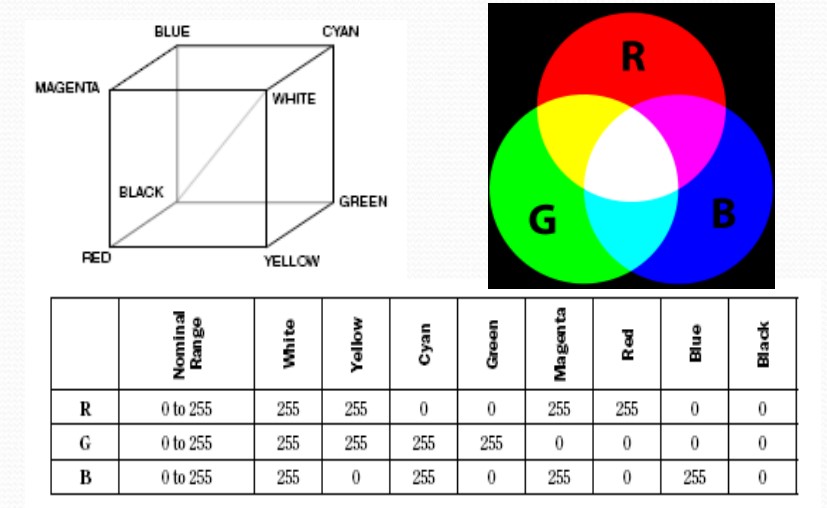 BLUE CYAN
MAGENTA
WHITE
BLACK
GREEN
RED
YELLOW
R
G B
Nominal Range White Yellow Cyan Green Magenta Red Blue Black
R 0 to 255 255 255 0 0 255 255 0 0
G 0 to 255 255 255 255 255 0 0 0 0
B 0 to 255 255 0 255 0 255 0 255 0